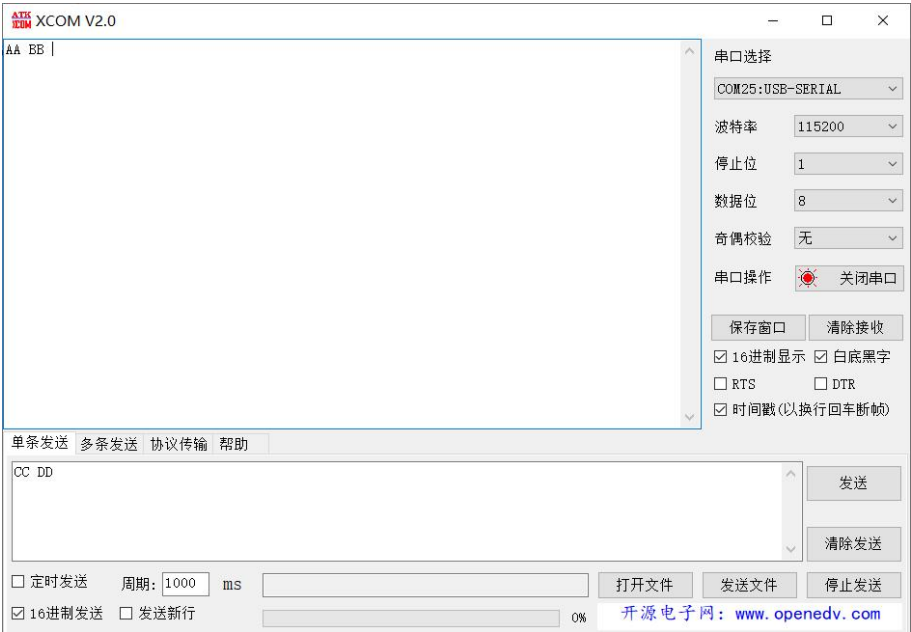 ATK XCOM XCOM V2.0
AA BB
串口选择
COM25:USB-SERIAL
波特率 115200
停止位 1
数据位 8
奇偶校验 无
串口操作 关闭串口
保存窗口 清除接收
16进制显示 白底黑字
RTS DTR
时间戳(以换行回车断帧)
单条发送 多条发送 协议传输 帮助
CC DD
发送
清除发送
定时发送 周期: 1000 ms 打开文件 发送文件 停止发送
16进制发送 发送新行 0% 开源电子网: www.openedv.com